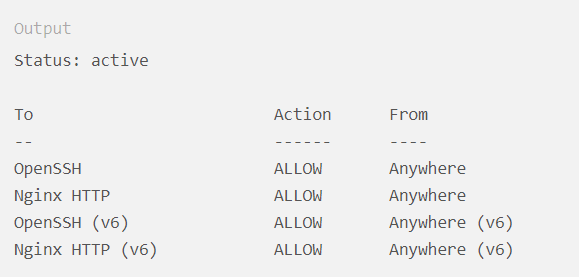 Output
Status: active
To Action From
-- ------ ----
OpenSSH ALLOW Anywhere
Nginx HTTP ALLOW Anywhere
OpenSSH (v6) ALLOW Anywhere (v6)
Nginx HTTP (v6) ALLOW Anywhere (v6)